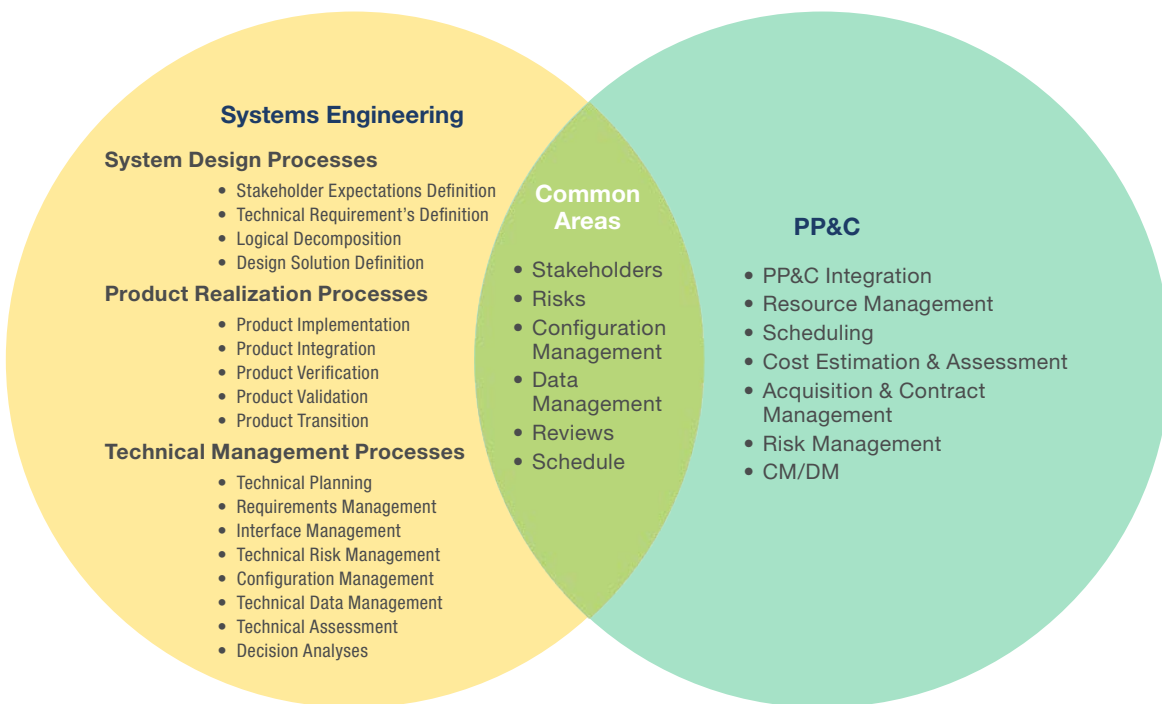 Systems Engineering
System Design Processes
• Stakeholder Expectations Definition
• Technical Requirement's Definition
• Logical Decomposition
• Design Solution Definition
Product Realization Processes
• Product Implementation
• Product Integration
• Product Verification
• Product Validation
• Product Transition
Technical Management Processes
• Technical Planning
• Requirements Management
• Interface Management
• Technical Risk Management
• Configuration Management
• Technical Data Management
• Technical Assessment
• Decision Analyses
Common
Areas
• Stakeholders
• Risks
• Configuration
Management
• Data
Management
• Reviews
• Schedule
PP&C
• PP&C Integration
• Resource Management
• Scheduling
• Cost Estimation & Assessment
• Acquisition & Contract
Management
• Risk Management
• CM/DM